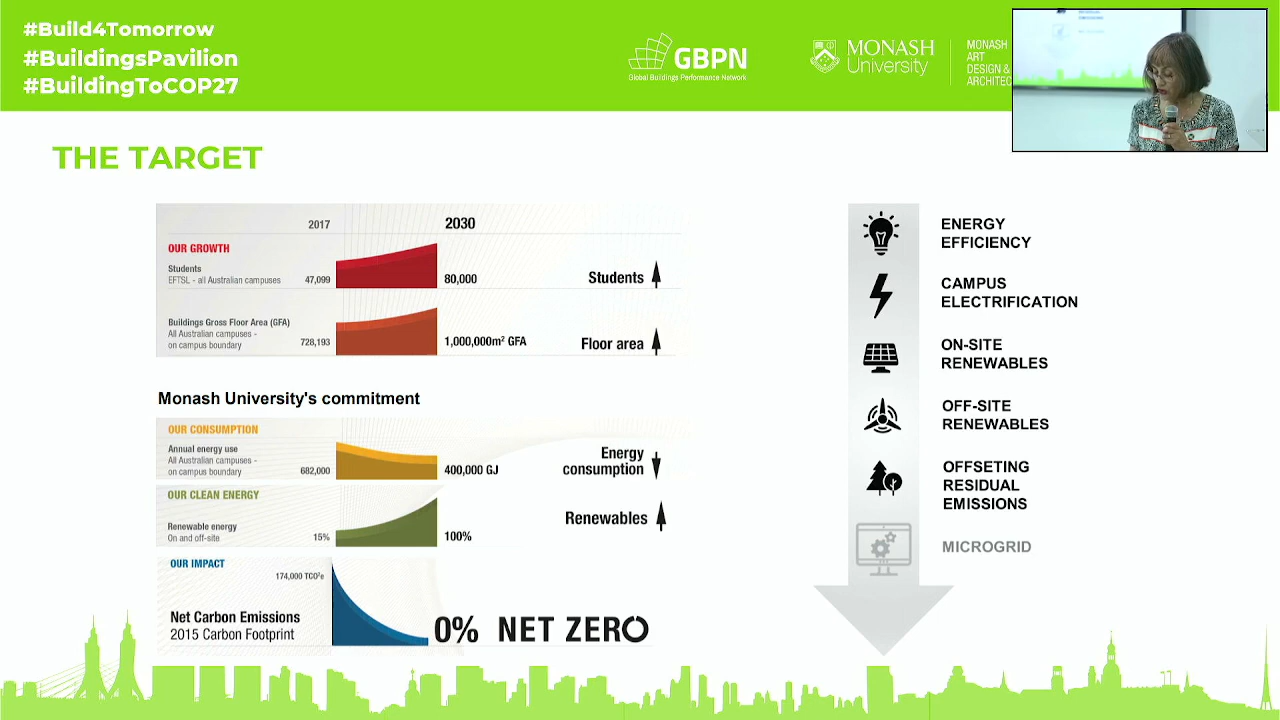 #Build4Tomorrow
#BuildingsPavilion
#BuildingToCOP27
GBPN
Global Buildings Performance Network
MONASH
University
MONASH
ART
DESIGN &
ARCHITEC
THE TARGET
2017
2030
OUR GROWTH
Students
EFTSL - all Australian campuses
47,099
80,000
Students
Buildings Gross Floor Area (GFA)
All Australian campuses -
on campus boundary
728,193
1,000,000m² GFA
Floor area
Monash University's commitment
OUR CONSUMPTION
Annual energy use
All Australian campuses -
on campus boundary
682,000
400,000 GJ
Energy
consumption
OUR CLEAN ENERGY
Renewable energy
On and off-site
15%
100%
Renewables
OUR IMPACT
174,000 TCO²e
Net Carbon Emissions
2015 Carbon Footprint
0% NET ZERO
ENERGY
EFFICIENCY
CAMPUS
ELECTRIFICATION
ON-SITE
RENEWABLES
OFF-SITE
RENEWABLES
OFFSETING
RESIDUAL
EMISSIONS
MICROGRID